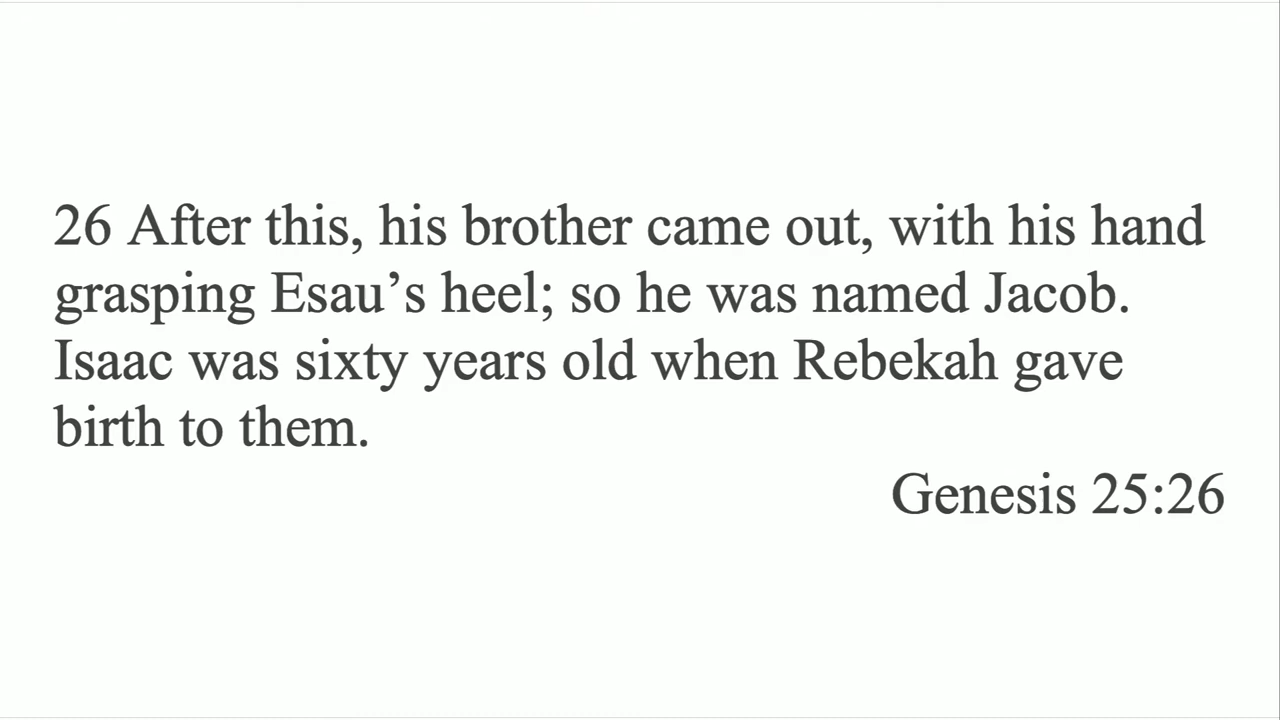 26 After this, his brother came out, with his hand
grasping Esau’s heel; so he was named Jacob.
Isaac was sixty years old when Rebekah gave
birth to them.
Genesis 25:26